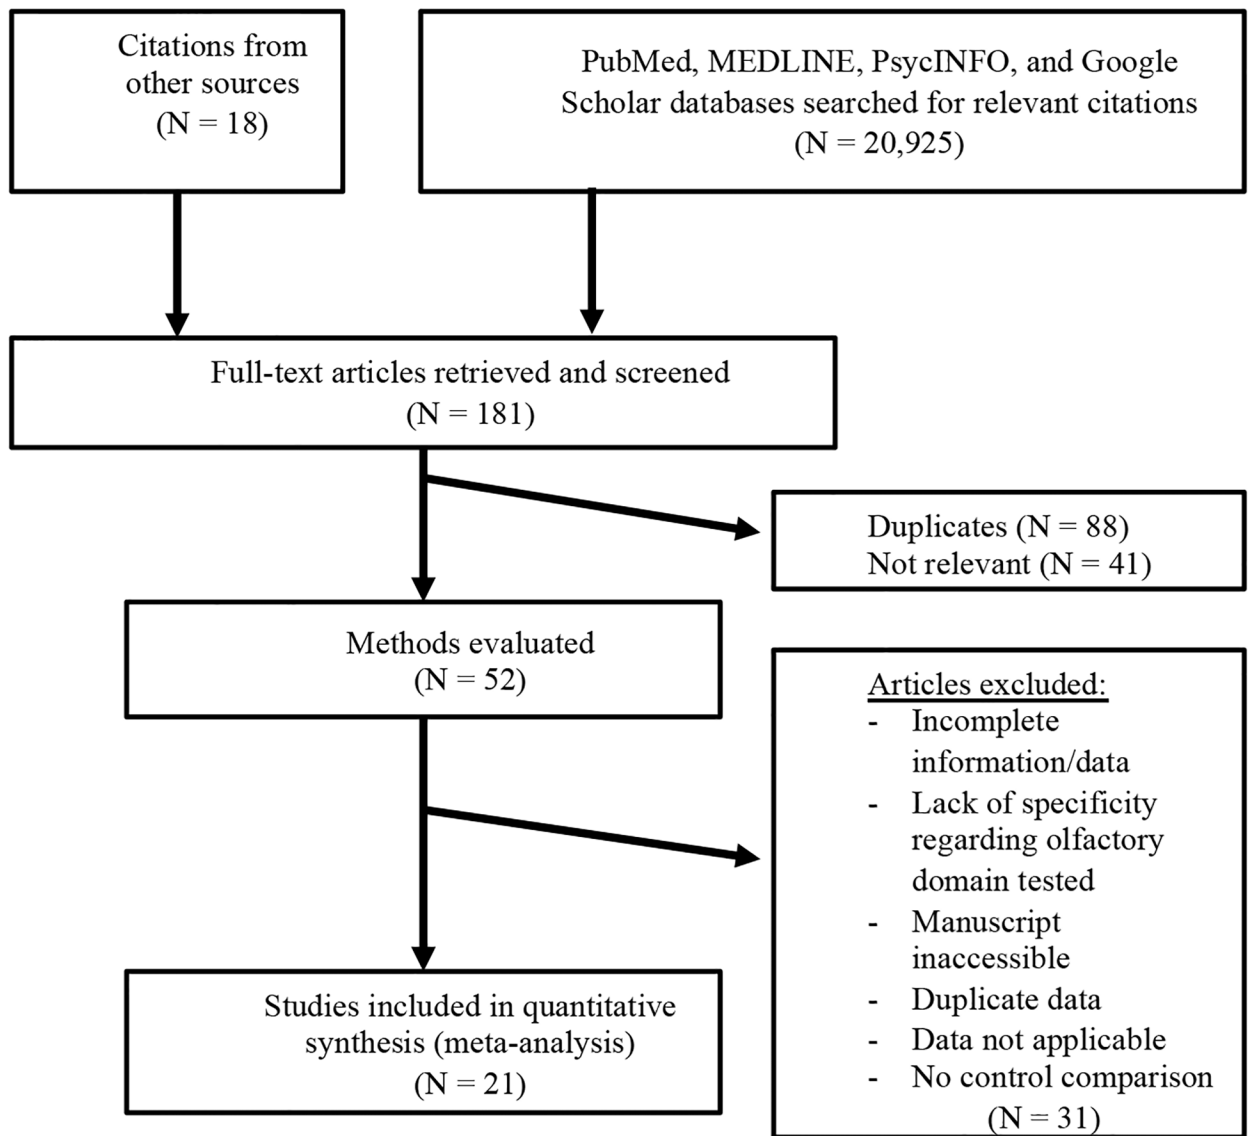 Citations from
other sources
(N = 18)
PubMed, MEDLINE, PsycINFO, and Google
Scholar databases searched for relevant citations
(N = 20,925)
Full-text articles retrieved and screened
(N = 181)
Duplicates (N = 88)
Not relevant (N = 41)
Methods evaluated
(N = 52)
Articles excluded:
- Incomplete
information/data
- Lack of specificity
regarding olfactory
domain tested
- Manuscript
inaccessible
- Duplicate data
- Data not applicable
- No control comparison
(N = 31)
Studies included in quantitative
synthesis (meta-analysis)
(N = 21)